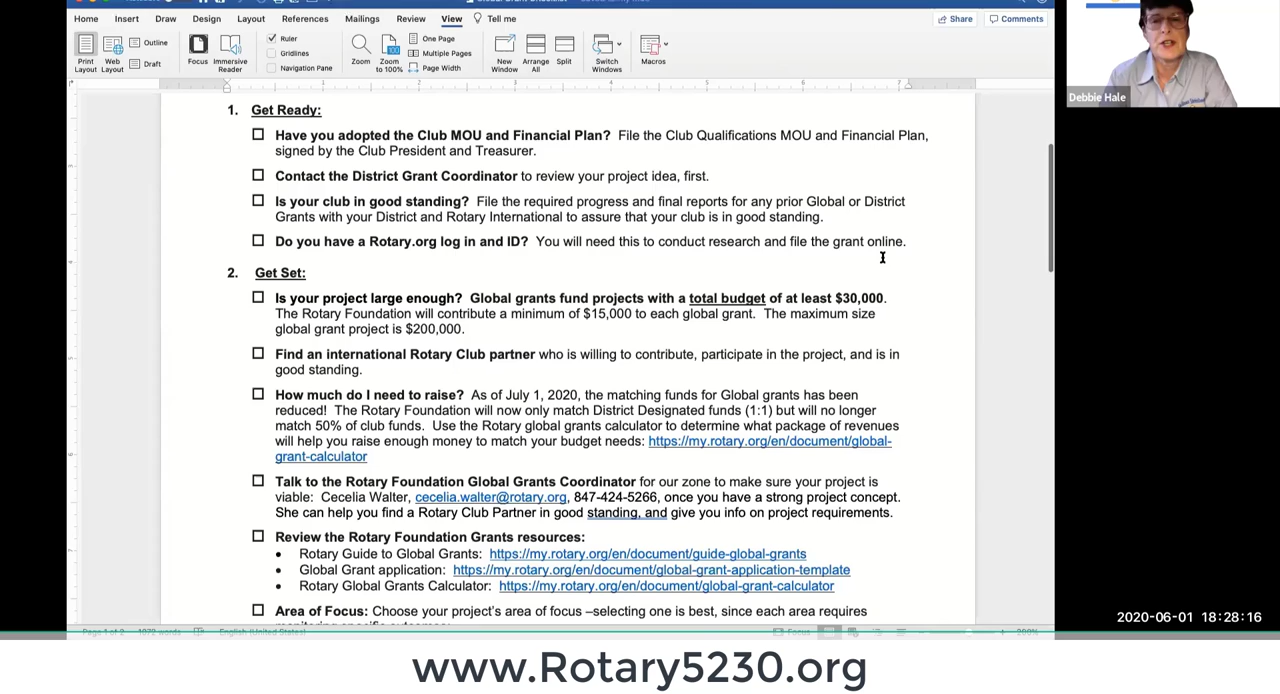 Home Insert Draw Design Layout References Mailings Review View Tell me Share Comments
Print Layout Web Layout Outline Draft Focus Immersive Reader Ruler Gridlines Navigation Pane Zoom Zoom to 100% One Page Multiple Pages Page Width New Window Arrange All Split Switch Windows Macros
Debbie Hale
1. Get Ready:
Have you adopted the Club MOU and Financial Plan? File the Club Qualifications MOU and Financial Plan,
signed by the Club President and Treasurer.
Contact the District Grant Coordinator to review your project idea, first.
Is your club in good standing? File the required progress and final reports for any prior Global or District
Grants with your District and Rotary International to assure that your club is in good standing.
Do you have a Rotary.org log in and ID? You will need this to conduct research and file the grant online.
2. Get Set:
Is your project large enough? Global grants fund projects with a total budget of at least $30,000.
The Rotary Foundation will contribute a minimum of $15,000 to each global grant. The maximum size
global grant project is $200,000.
Find an international Rotary Club partner who is willing to contribute, participate in the project, and is in
good standing.
How much do I need to raise? As of July 1, 2020, the matching funds for Global grants has been
reduced! The Rotary Foundation will now only match District Designated funds (1:1) but will no longer
match 50% of club funds. Use the Rotary global grants calculator to determine what package of revenues
will help you raise enough money to match your budget needs: https://my.rotary.org/en/document/global-
grant-calculator
Talk to the Rotary Foundation Global Grants Coordinator for our zone to make sure your project is
viable: Cecelia Walter, cecelia.walter@rotary.org, 847-424-5266, once you have a strong project concept.
She can help you find a Rotary Club Partner in good standing, and give you info on project requirements.
Review the Rotary Foundation Grants resources:
• Rotary Guide to Global Grants: https://my.rotary.org/en/document/guide-global-grants
• Global Grant application: https://my.rotary.org/en/document/global-grant-application-template
• Rotary Global Grants Calculator: https://my.rotary.org/en/document/global-grant-calculator
Area of Focus: Choose your project's area of focus –selecting one is best, since each area requires
2020-06-01 18:28:16
www.Rotary5230.org